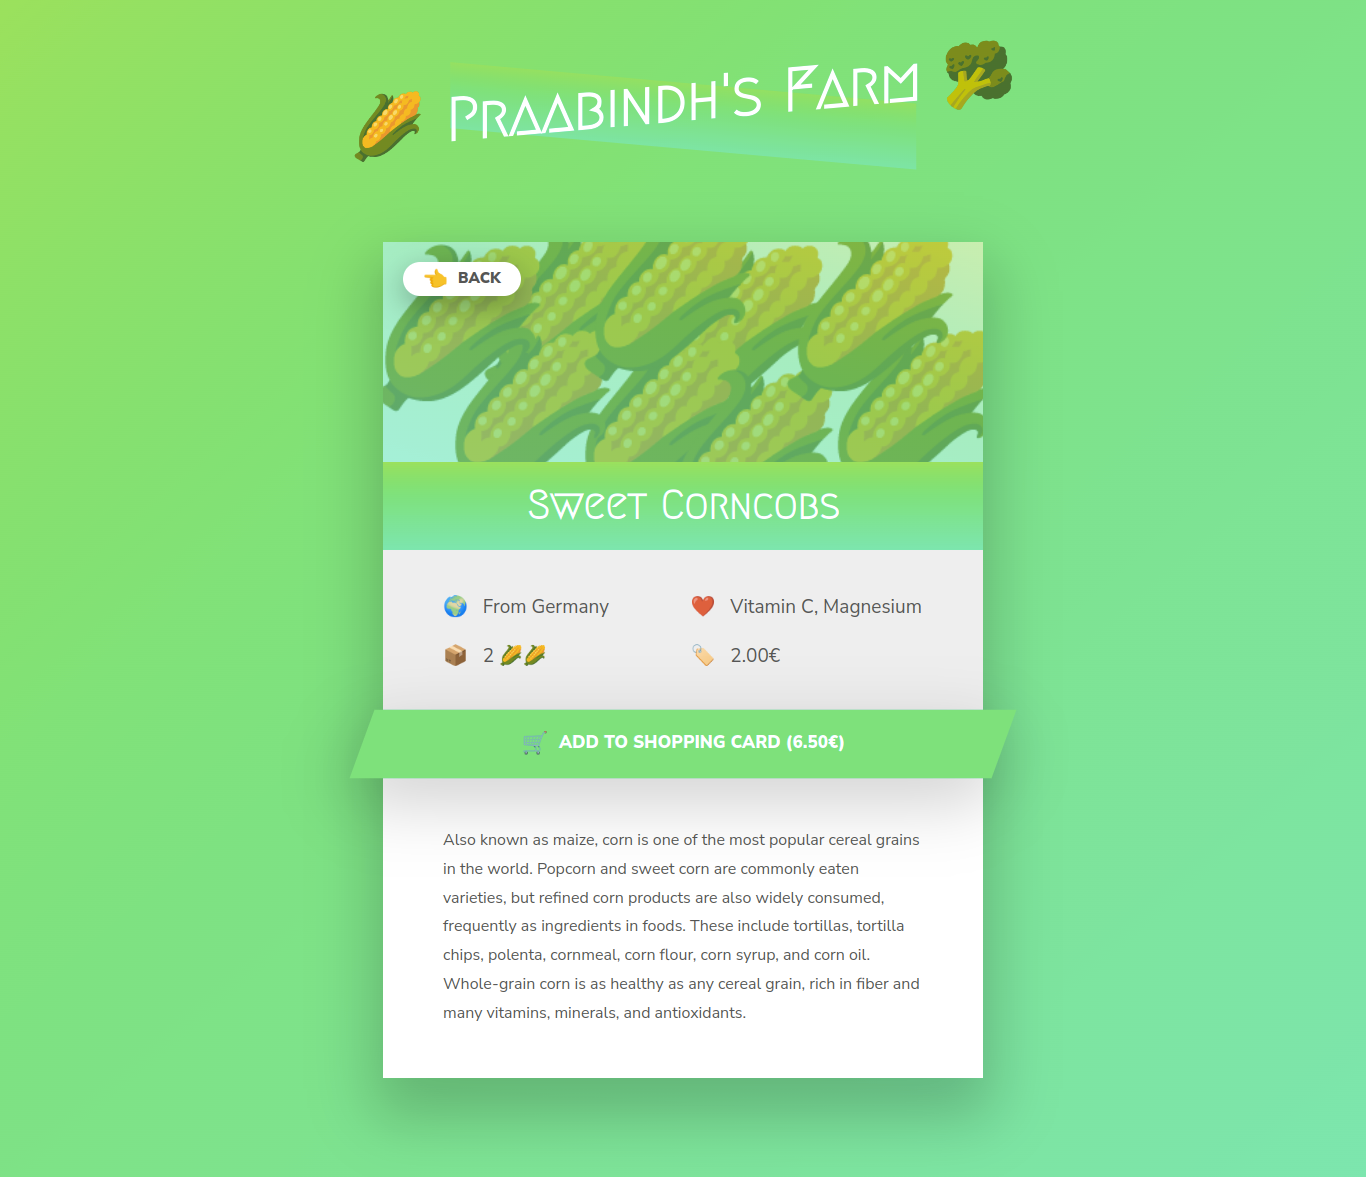 Praabindh's Farm
👈 BACK
Sweet Corncobs
🌍 From Germany
❤️ Vitamin C, Magnesium
📦 2 🌽🌽
🏷️ 2.00€
🛒 ADD TO SHOPPING CARD (6.50€)
Also known as maize, corn is one of the most popular cereal grains
in the world. Popcorn and sweet corn are commonly eaten
varieties, but refined corn products are also widely consumed,
frequently as ingredients in foods. These include tortillas, tortilla
chips, polenta, cornmeal, corn flour, corn syrup, and corn oil.
Whole-grain corn is as healthy as any cereal grain, rich in fiber and
many vitamins, minerals, and antioxidants.